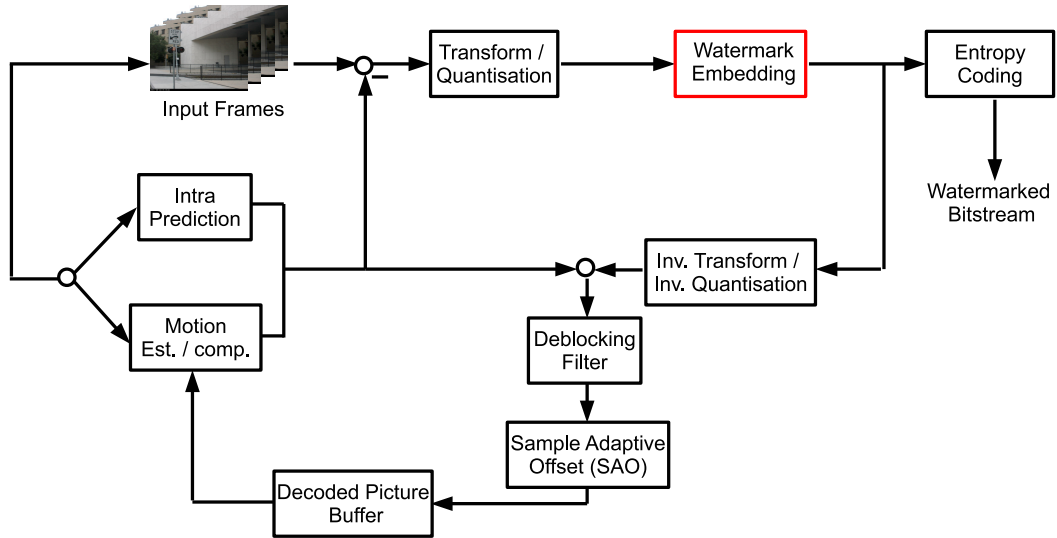 Input Frames
Transform /
Quantisation
Watermark
Embedding
Entropy
Coding
Watermarked
Bitstream
Intra
Prediction
Motion
Est. / comp.
Inv. Transform /
Inv. Quantisation
Deblocking
Filter
Sample Adaptive
Offset (SAO)
Decoded Picture
Buffer